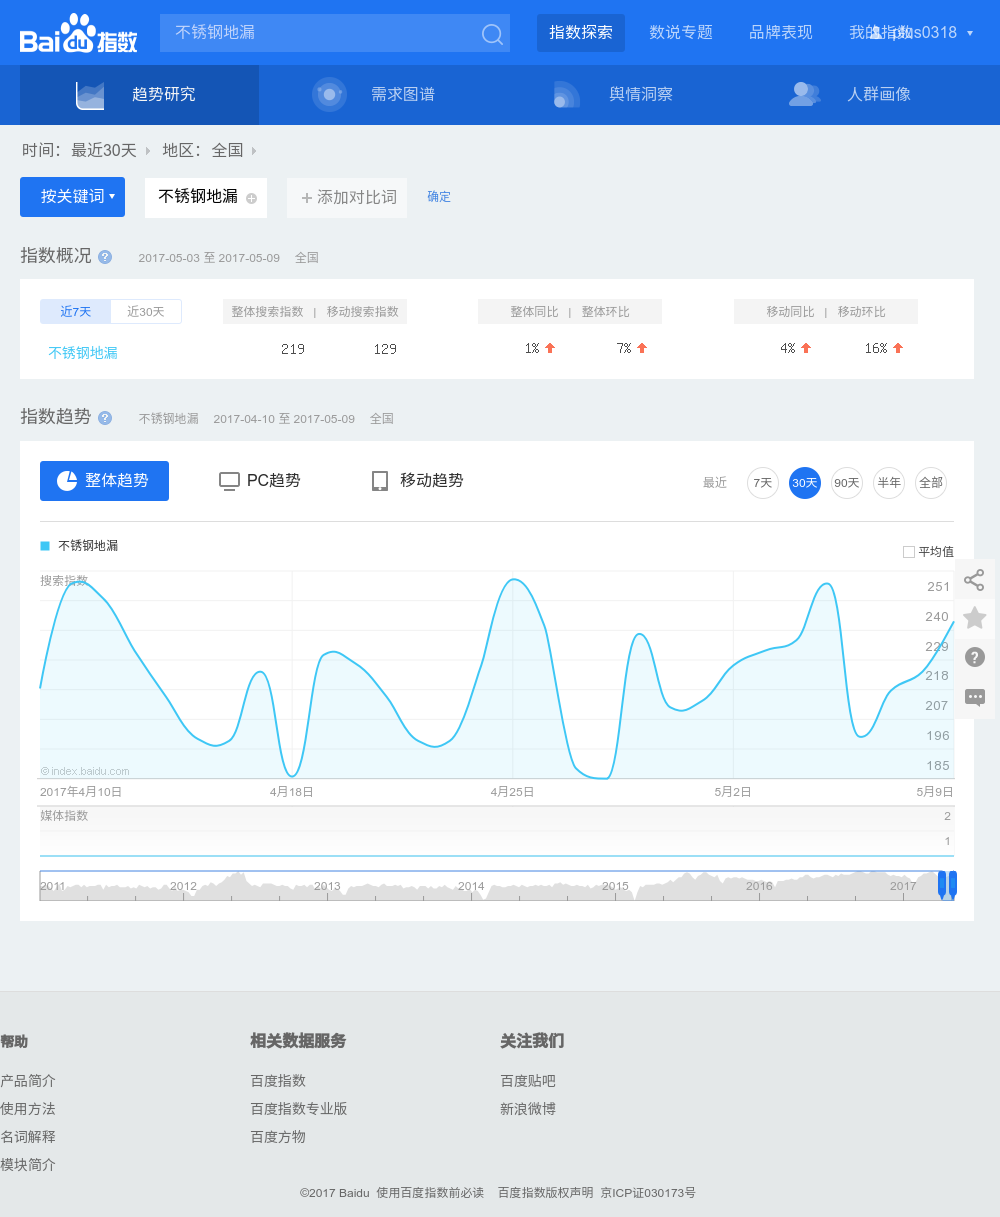 Bai du 指数 不锈钢地漏 指数探索 数说专题 品牌表现 我的指数 plus0318
趋势研究 需求图谱 舆情洞察 人群画像
时间： 最近30天 地区： 全国
按关键词 不锈钢地漏 添加对比词 确定
指数概况 ? 2017-05-03 至 2017-05-09 全国
近7天 近30天 整体搜索指数 | 移动搜索指数 整体同比 | 整体环比 移动同比 | 移动环比
不锈钢地漏 219 129 1% 7% 4% 16%
指数趋势 ? 不锈钢地漏 2017-04-10 至 2017-05-09 全国
整体趋势 PC趋势 移动趋势 最近 7天 30天 90天 半年 全部
不锈钢地漏
平均值
搜索指数
251
240
229
218
207
196
185
©index.baidu.com
2017年4月10日 4月18日 4月25日 5月2日 5月9日
媒体指数 2
1
2011 2012 2013 2014 2015 2016 2017
帮助 相关数据服务 关注我们
产品简介 百度指数 百度贴吧
使用方法 百度指数专业版 新浪微博
名词解释 百度方物
模块简介
©2017 Baidu 使用百度指数前必读 百度指数版权声明 京ICP证030173号